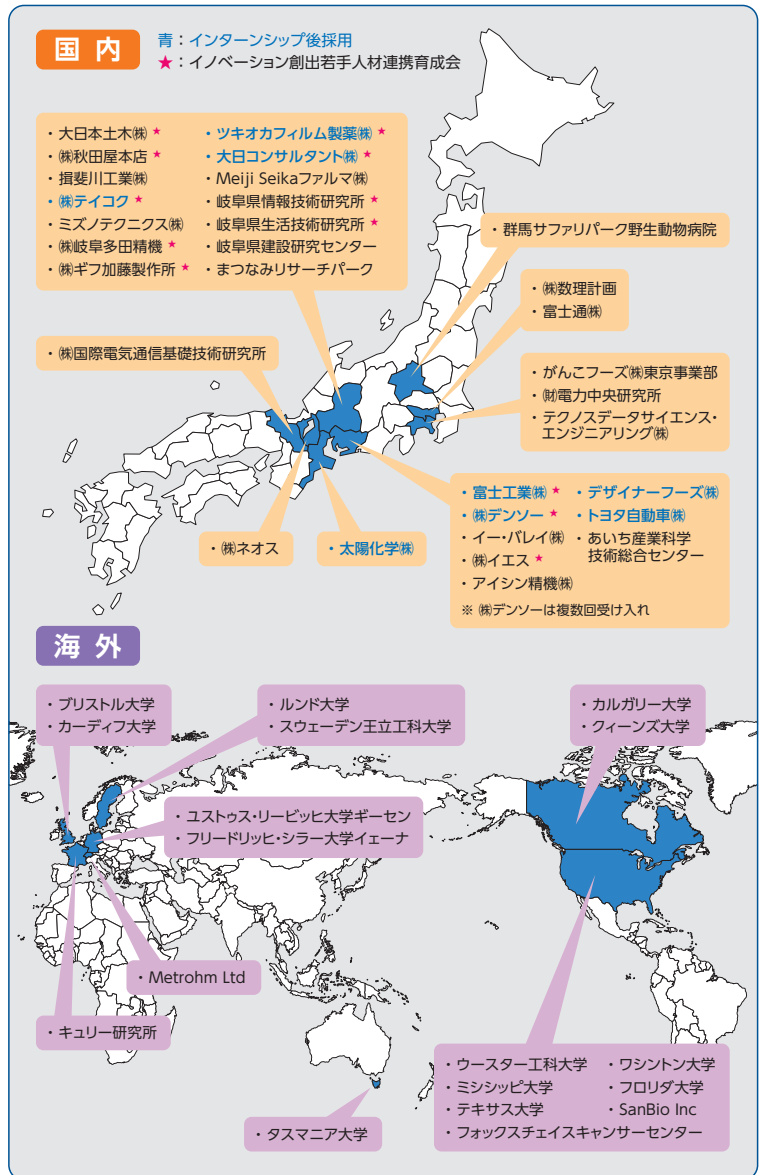 国 内
青：インターンシップ後採用
★：イノベーション創出若手人材連携育成会
・大日本土木㈱ ★
・㈱秋田屋本店 ★
・揖斐川工業㈱
・㈱テイコク ★
・ミズノテクニクス㈱
・㈱岐阜多田精機 ★
・㈱ギフ加藤製作所 ★
・ツキオカフィルム製薬㈱ ★
・大日コンサルタント㈱ ★
・Meiji Seikaファルマ㈱
・岐阜県情報技術研究所 ★
・岐阜県生活技術研究所 ★
・岐阜県建設研究センター
・まつなみリサーチパーク
・群馬サファリパーク野生動物病院
・㈱数理計画
・富士通㈱
・㈱国際電気通信基礎技術研究所
・がんこフーズ㈱東京事業部
・㈶電力中央研究所
・テクノスデータサイエンス・
エンジニアリング㈱
・富士工業㈱ ★
・㈱デンソー ★
・イー・バレイ㈱
・㈱イエス ★
・アイシン精機㈱
・デザイナーフーズ㈱
・トヨタ自動車㈱
・あいち産業科学
技術総合センター
※ ㈱デンソーは複数回受け入れ
・㈱ネオス
・太陽化学㈱
海 外
・ブリストル大学
・カーディフ大学
・ルンド大学
・スウェーデン王立工科大学
・カルガリー大学
・クィーンズ大学
・ユストゥス・リービッヒ大学ギーセン
・フリードリッヒ・シラー大学イェーナ
・Metrohm Ltd
・キュリー研究所
・ウースター工科大学
・ミシシッピ大学
・テキサス大学
・ワシントン大学
・フロリダ大学
・SanBio Inc
・フォックスチェイスキャンサーセンター
・タスマニア大学